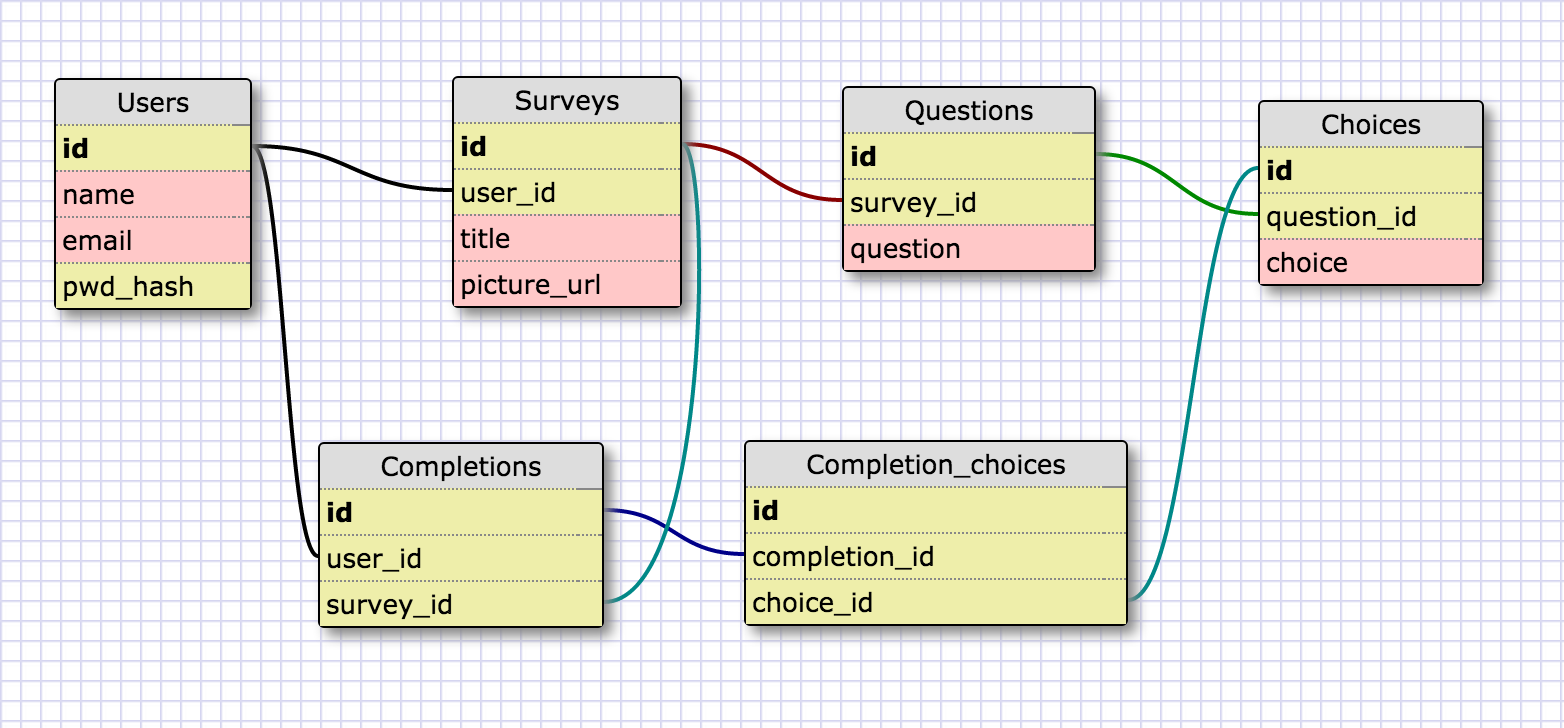 Users
id
name
email
pwd_hash
Surveys
id
user_id
title
picture_url
Questions
id
survey_id
question
Choices
id
question_id
choice
Completions
id
user_id
survey_id
Completion_choices
id
completion_id
choice_id